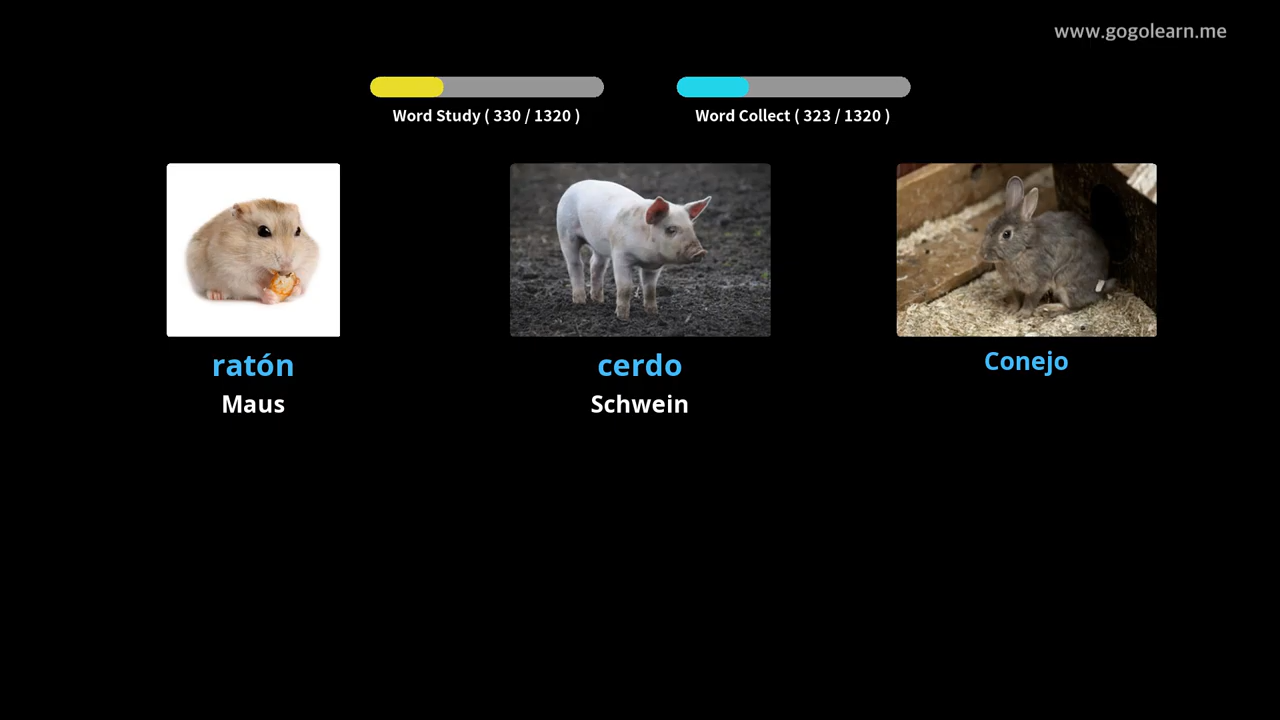 www.gogolearn.me
Word Study ( 330 / 1320 )
Word Collect ( 323 / 1320 )
ratón
Maus
cerdo
Schwein
Conejo